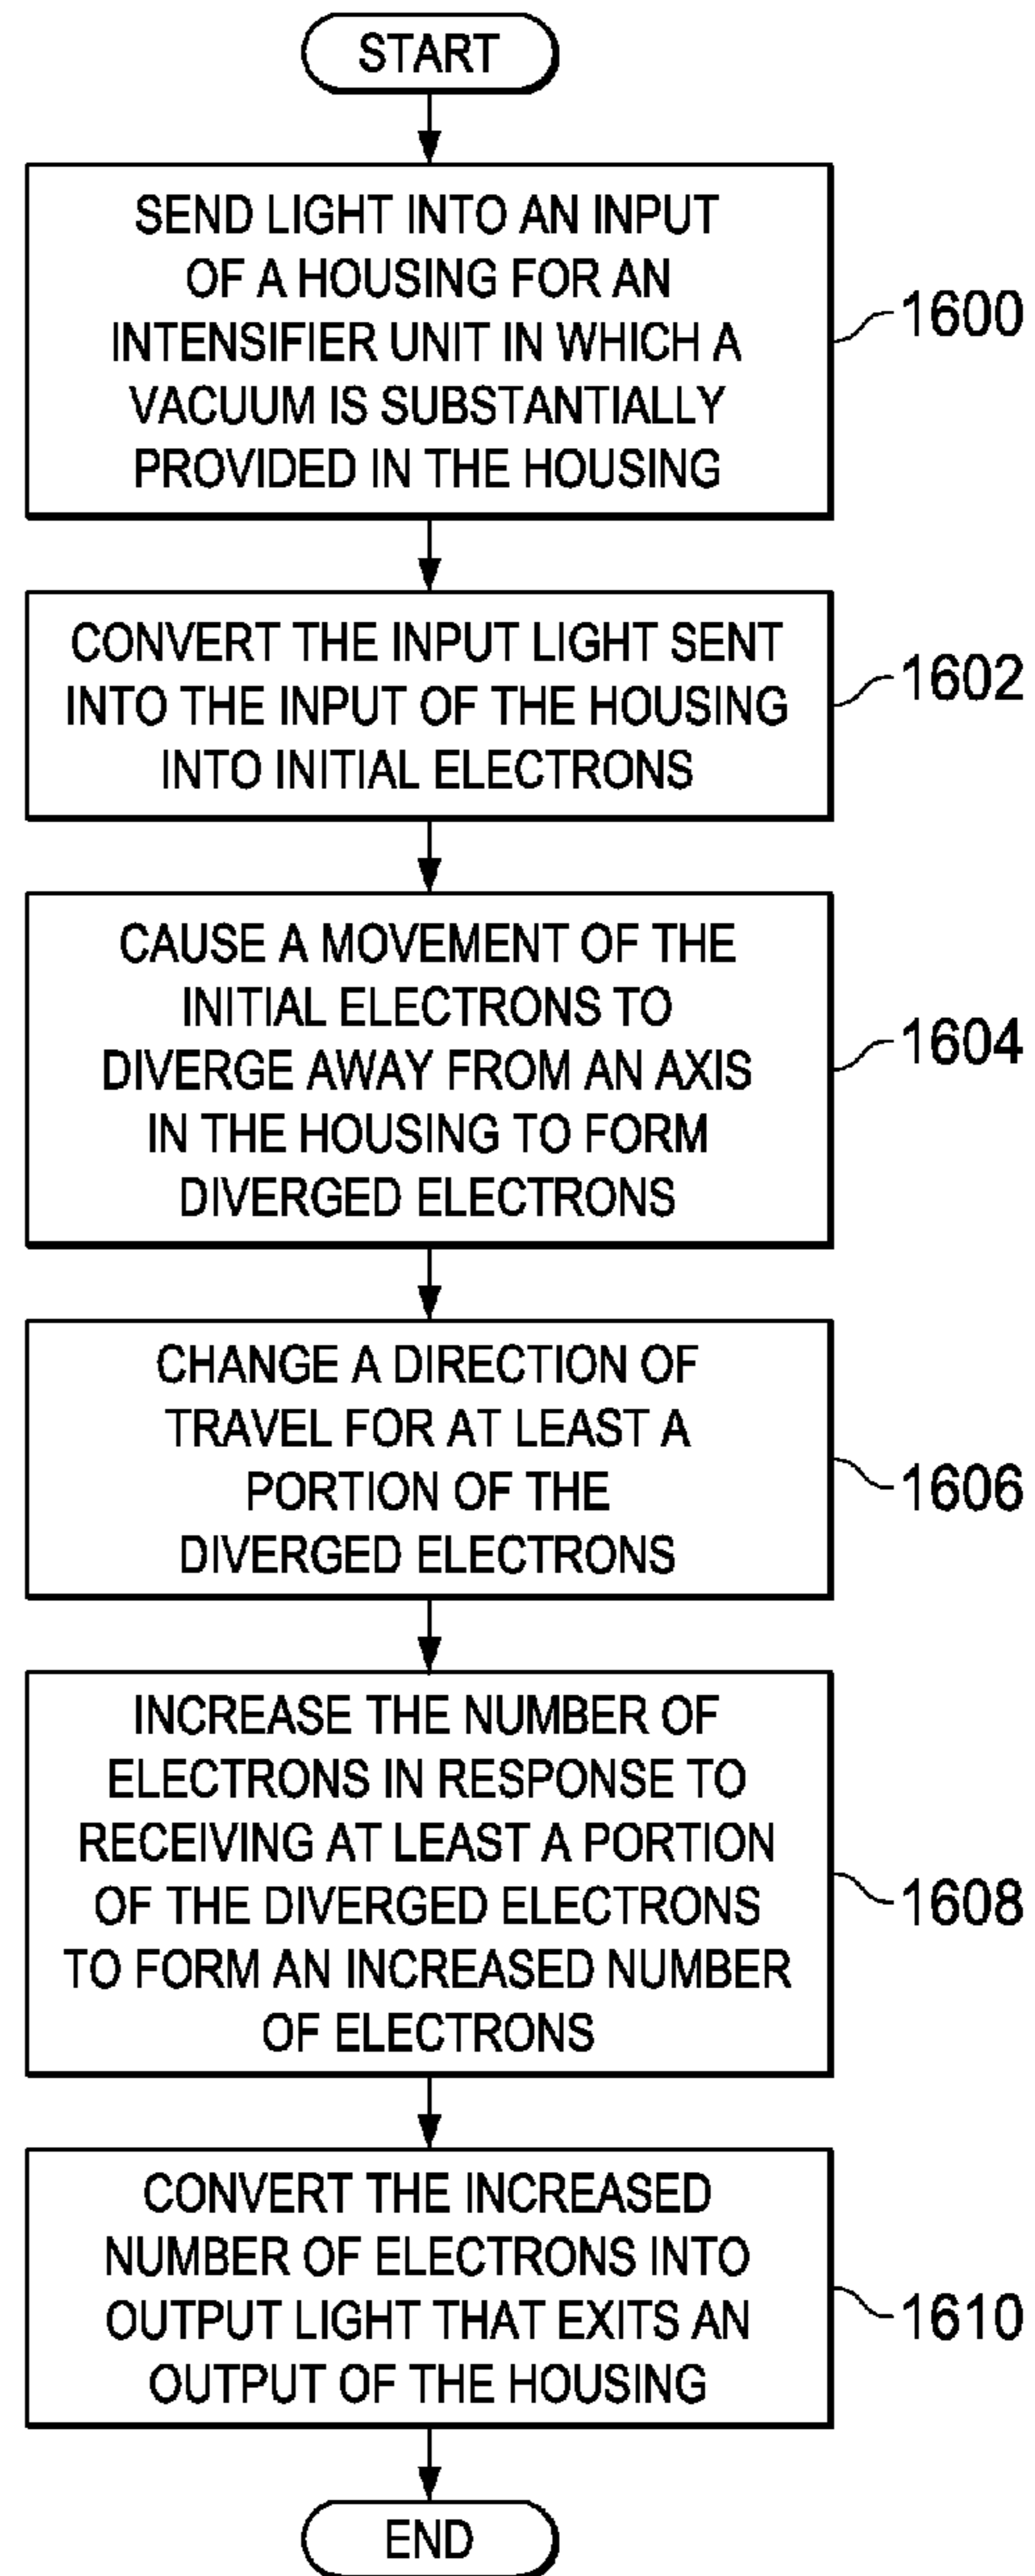 START
SEND LIGHT INTO AN INPUT
OF A HOUSING FOR AN
INTENSIFIER UNIT IN WHICH A
VACUUM IS SUBSTANTIALLY
PROVIDED IN THE HOUSING
1600
CONVERT THE INPUT LIGHT SENT
INTO THE INPUT OF THE HOUSING
INTO INITIAL ELECTRONS
1602
CAUSE A MOVEMENT OF THE
INITIAL ELECTRONS TO
DIVERGE AWAY FROM AN AXIS
IN THE HOUSING TO FORM
DIVERGED ELECTRONS
1604
CHANGE A DIRECTION OF
TRAVEL FOR AT LEAST A
PORTION OF THE
DIVERGED ELECTRONS
1606
INCREASE THE NUMBER OF
ELECTRONS IN RESPONSE TO
RECEIVING AT LEAST A PORTION
OF THE DIVERGED ELECTRONS
TO FORM AN INCREASED NUMBER
OF ELECTRONS
1608
CONVERT THE INCREASED
NUMBER OF ELECTRONS INTO
OUTPUT LIGHT THAT EXITS AN
OUTPUT OF THE HOUSING
1610
END